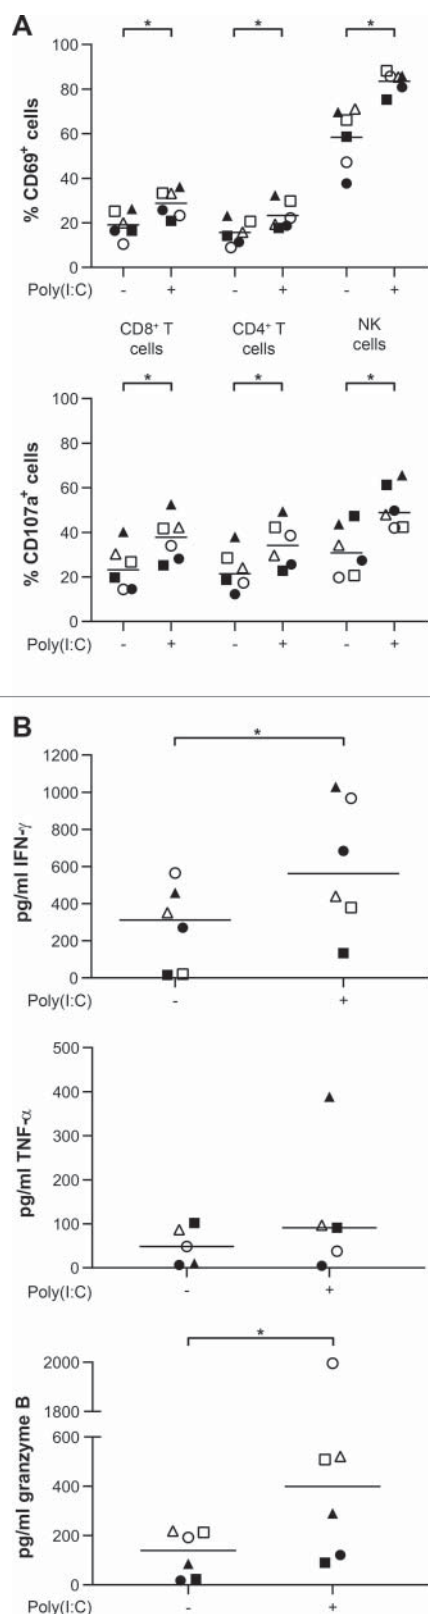 A
* * *
100
80
60
40
20
0
% CD69⁺ cells
Poly(I:C) - + - + - +
CD8⁺ T cells
CD4⁺ T cells
NK cells
* * *
100
80
60
40
20
0
% CD107a⁺ cells
Poly(I:C) - + - + - +
B
*
1200
1000
800
600
400
200
0
pg/ml IFN-γ
Poly(I:C) - +
500
400
300
200
100
0
pg/ml TNF-α
Poly(I:C) - +
*
2000
1800
600
400
200
0
pg/ml granzyme B
Poly(I:C) - +